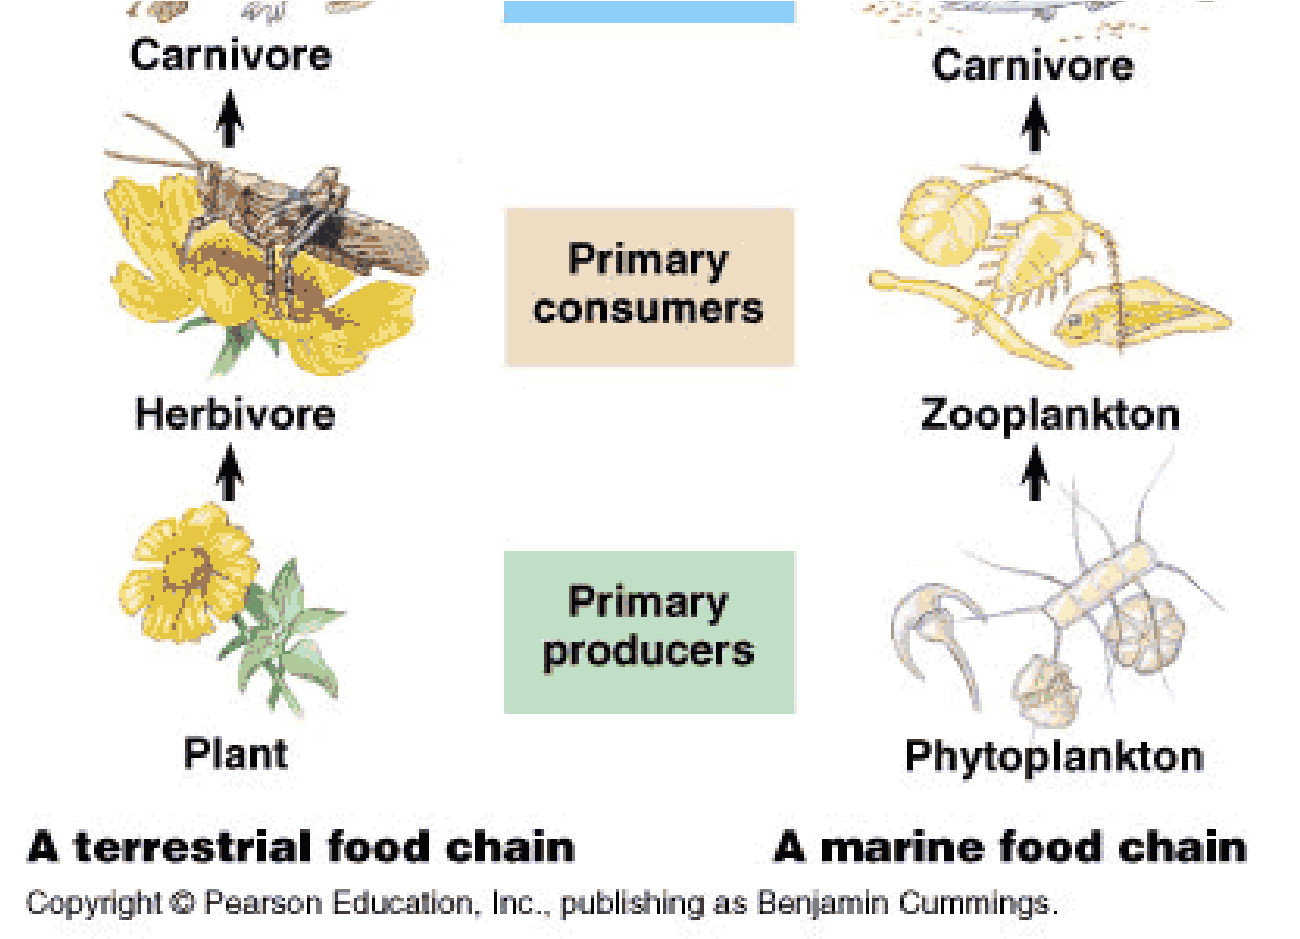 Carnivore
Carnivore
Primary
consumers
Herbivore
Zooplankton
Primary
producers
Plant
Phytoplankton
A terrestrial food chain
A marine food chain
Copyright © Pearson Education, Inc., publishing as Benjamin Cummings.